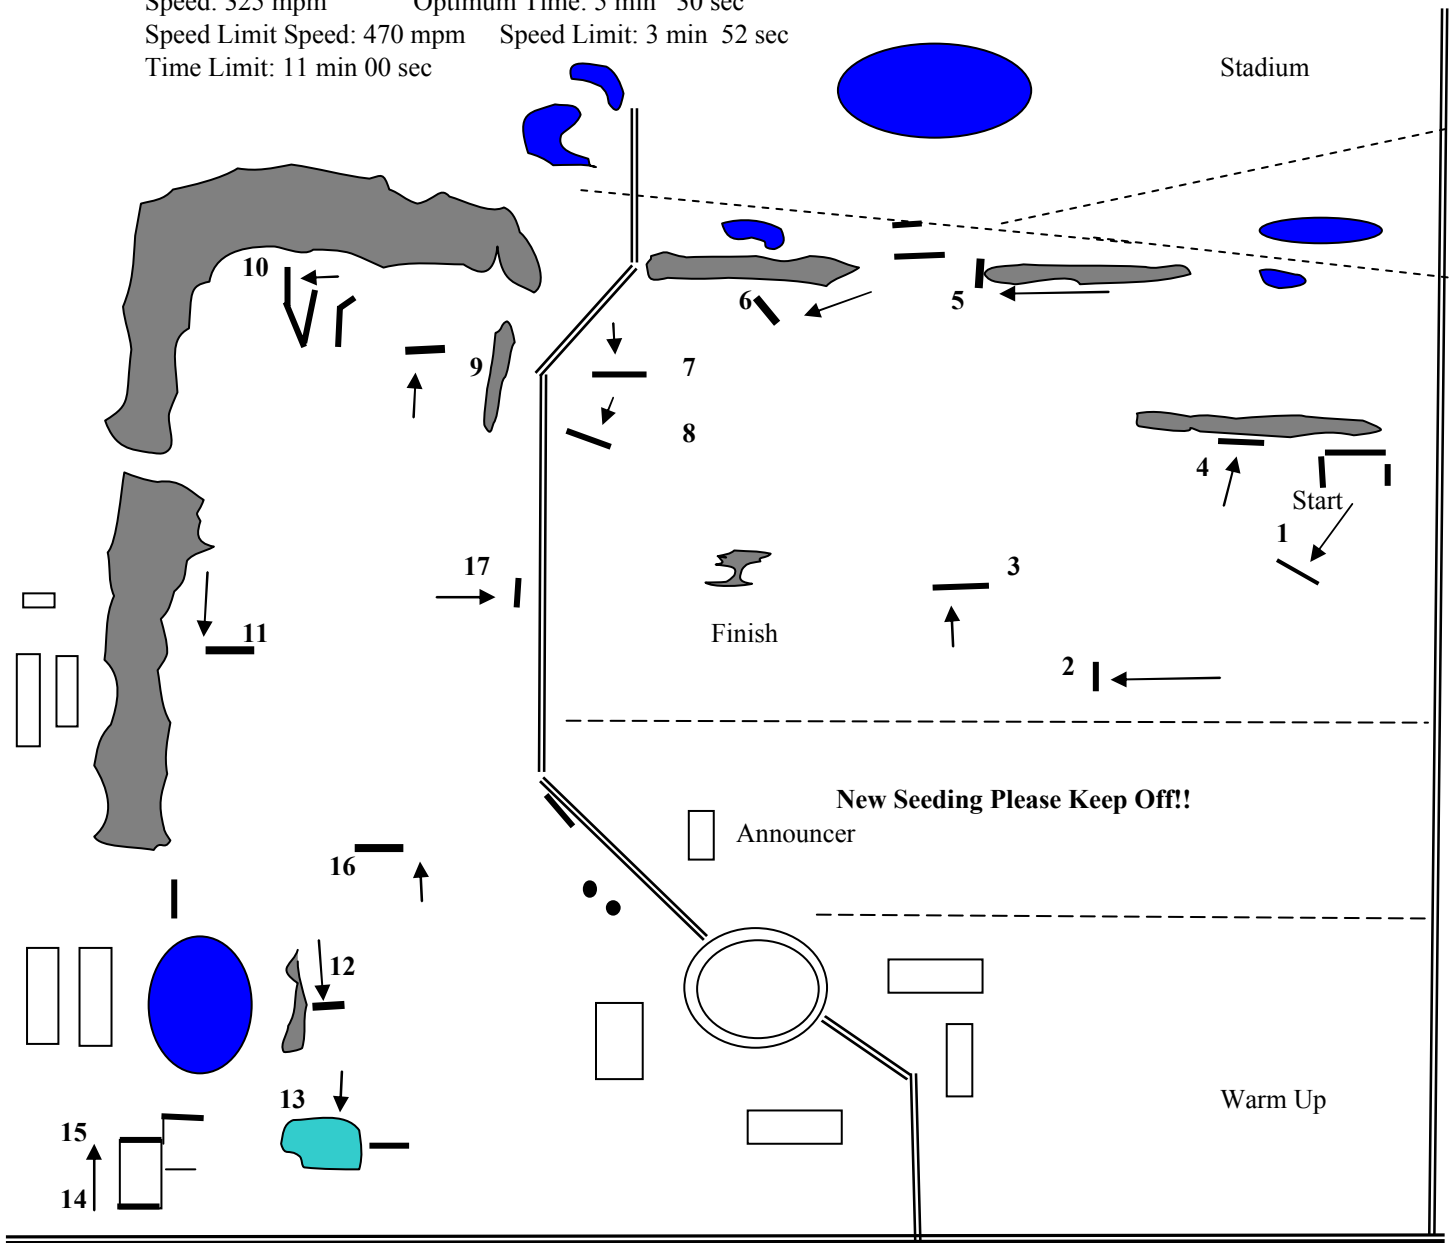 Speed: 325 mpm Optimum Time: 5 min 30 sec
Speed Limit Speed: 470 mpm Speed Limit: 3 min 52 sec
Time Limit: 11 min 00 sec
Stadium
10
6
5
9
7
8
4
Start
1
17
3
11
Finish
2
New Seeding Please Keep Off!!
Announcer
16
12
13
Warm Up
15
14